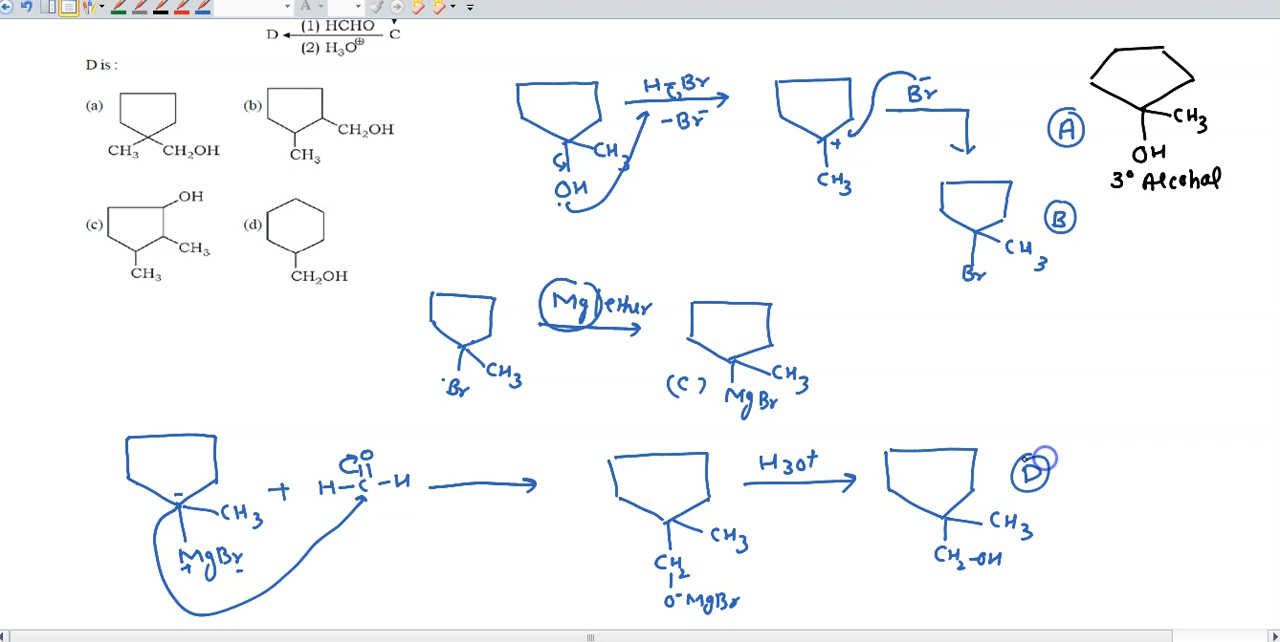 (1) HCHO
D C
(2) H₃O⊕
D is :
(a) CH₃ CH₂OH
(b) CH₂OH
CH₃
(c) OH
CH₃
CH₃
(d) CH₂OH
OH
CH₃
H-Br
-Br⁻
+
CH₃
Br⁻
A
CH₃
OH
3° Alcohal
B
CH₃
Br
Br
CH₃
Mg/ether
(C)
CH₃
MgBr
-
CH₃
MgBr
+ -
+
O
H-C-H
CH₃
CH₂
O⁻MgBr
H₃O⁺
D
CH₃
CH₂-OH